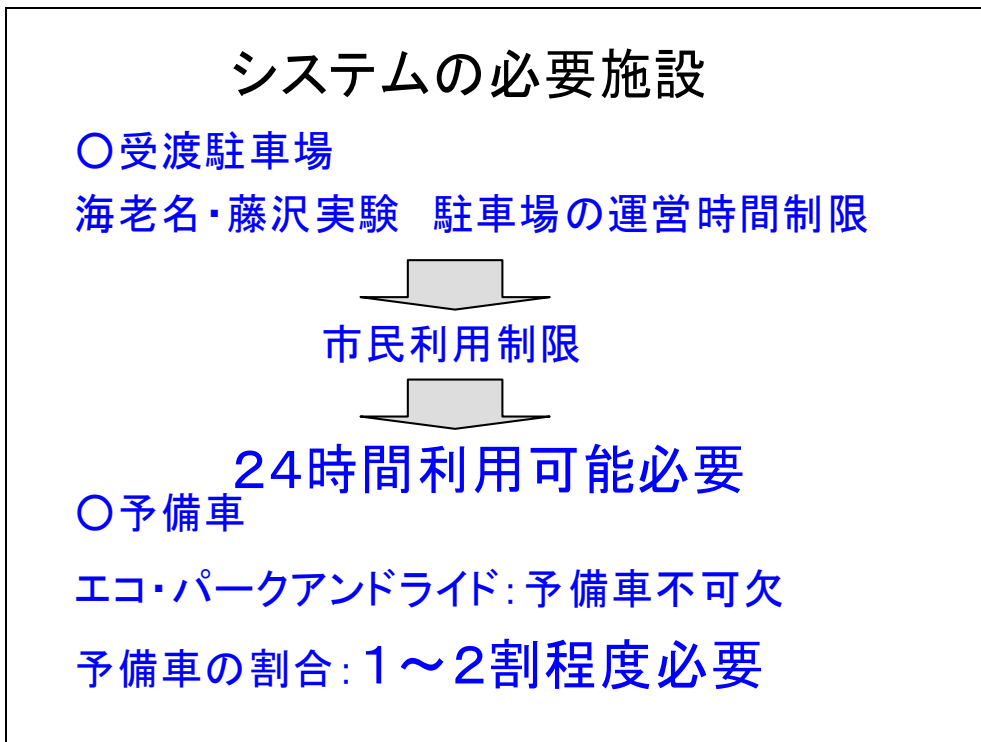 システムの必要施設
○受渡駐車場
海老名・藤沢実験　駐車場の運営時間制限
市民利用制限
２４時間利用可能必要
○予備車
エコ・パークアンドライド：予備車不可欠
予備車の割合：１～２割程度必要